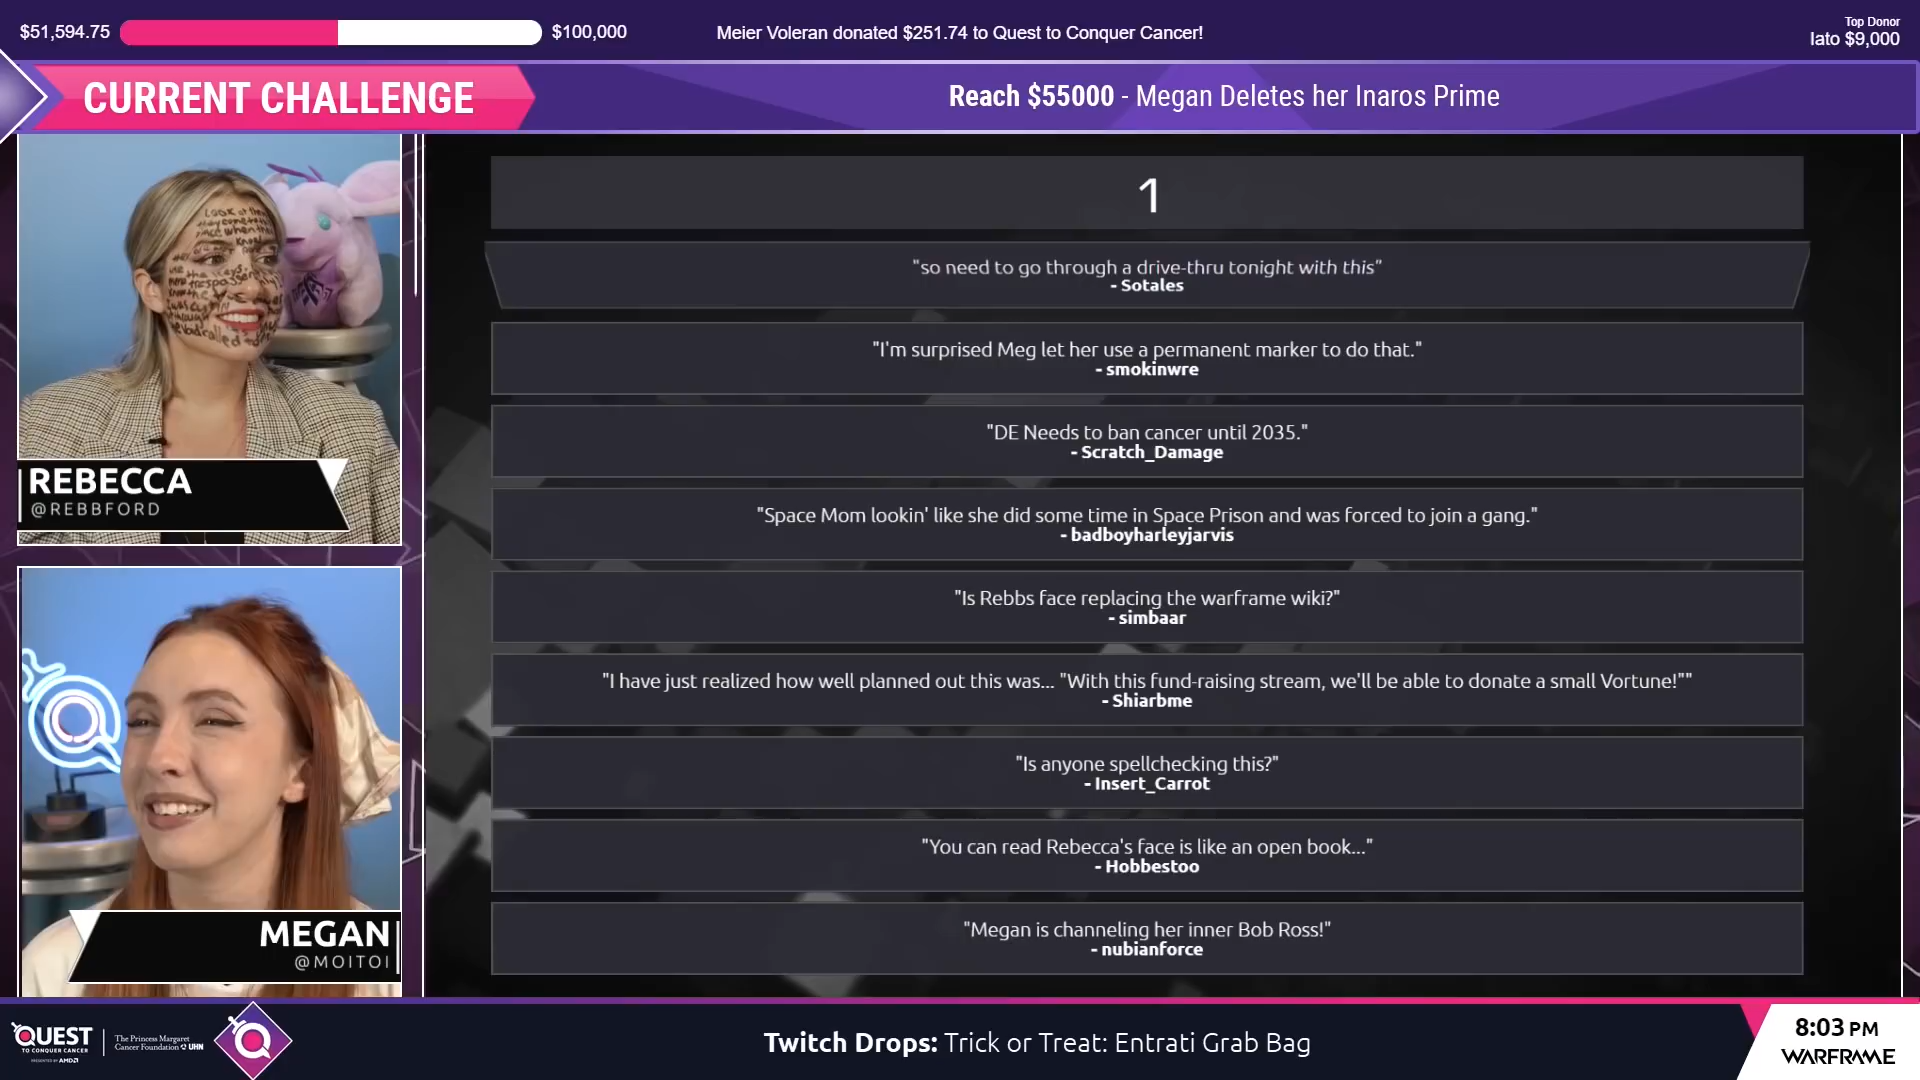 $51,594.75
$100,000
Meier Voleran donated $251.74 to Quest to Conquer Cancer!
Top Donor
Iato $9,000
CURRENT CHALLENGE
Reach $55000 - Megan Deletes her Inaros Prime
1
"so need to go through a drive-thru tonight with this"
- Sotales
"I'm surprised Meg let her use a permanent marker to do that."
- smokinwre
"DE Needs to ban cancer until 2035."
- Scratch_Damage
"Space Mom lookin' like she did some time in Space Prison and was forced to join a gang."
- badboyharleyjarvis
"Is Rebbs face replacing the warframe wiki?"
- simbaar
"I have just realized how well planned out this was... "With this fund-raising stream, we'll be able to donate a small Vortune!""
- Shiarbme
"Is anyone spellchecking this?"
- Insert_Carrot
"You can read Rebecca's face is like an open book..."
- Hobbestoo
"Megan is channeling her inner Bob Ross!"
- nubianforce
Look at
when
REBECCA
@REBBFORD
MEGAN
@MOITOI
QUEST
TO CONQUER CANCER
PRESENTED BY AMD
The Princess Margaret
Cancer Foundation UHN
Twitch Drops: Trick or Treat: Entrati Grab Bag
8:03 PM
WARFRAME